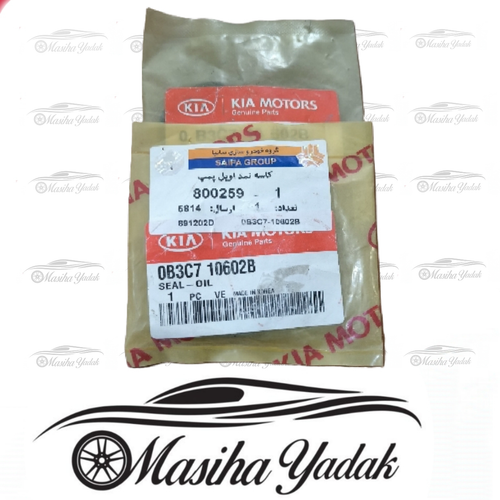 KIA
KIA MOTORS
Genuine Parts
گروه خودروسازی سایپا
SAIPA GROUP
کاسه نمد اویل پمپ
800259 - 1
تعداد: 1 ارسال: 5814
691202D 0B3C7-10602B
KIA
Genuine Parts
0B3C7 10602B
SEAL-OIL
1 PC VE MADE IN KOREA
KIA MOTORS
Masiha Yadak